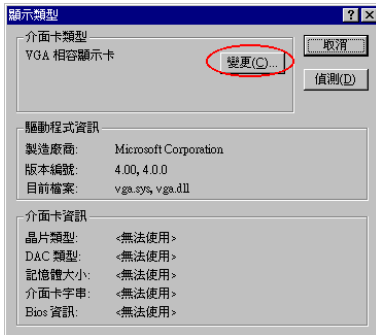 顯示類型
介面卡類型
VGA 相容顯示卡
變更(C)...
取消
偵測(D)
驅動程式資訊
製造廠商: Microsoft Corporation
版本編號: 4.00, 4.0.0
目前檔案: vga.sys, vga.dll
介面卡資訊
晶片類型: <無法使用>
DAC 類型: <無法使用>
記憶體大小: <無法使用>
介面卡字串: <無法使用>
Bios 資訊: <無法使用>